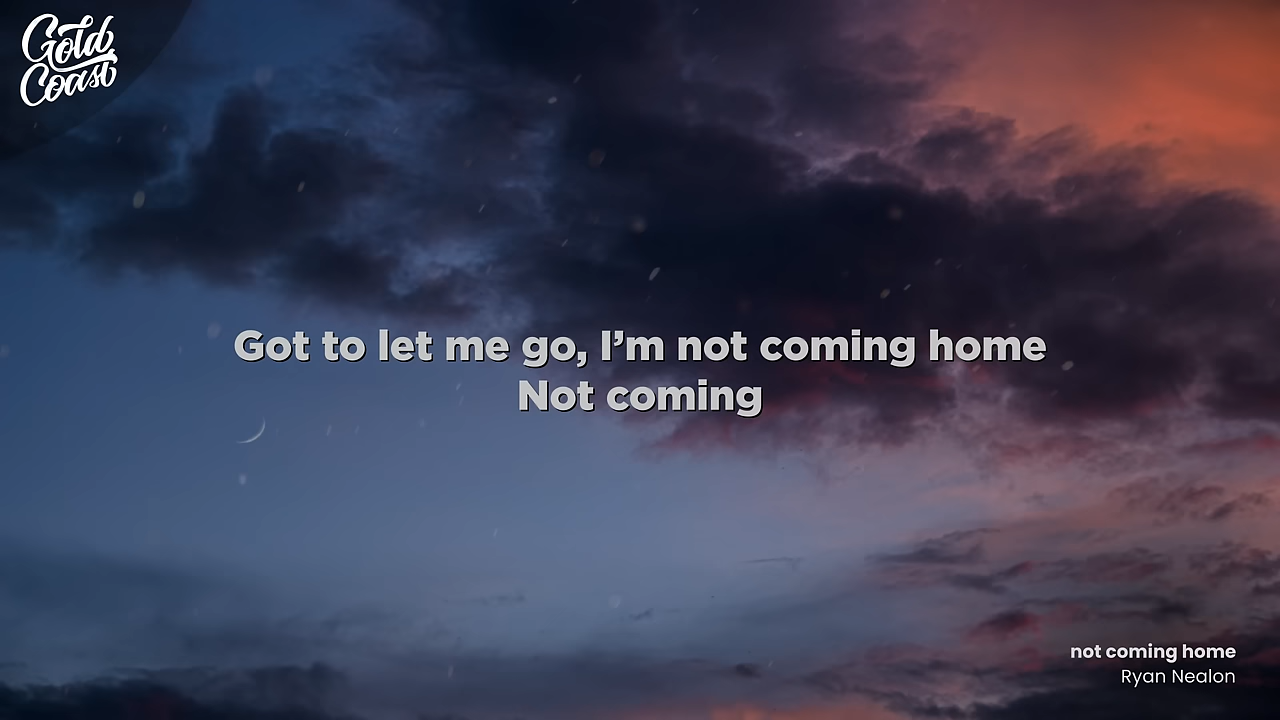 Gold
Coast
Got to let me go, I’m not coming home
Not coming
not coming home
Ryan Nealon